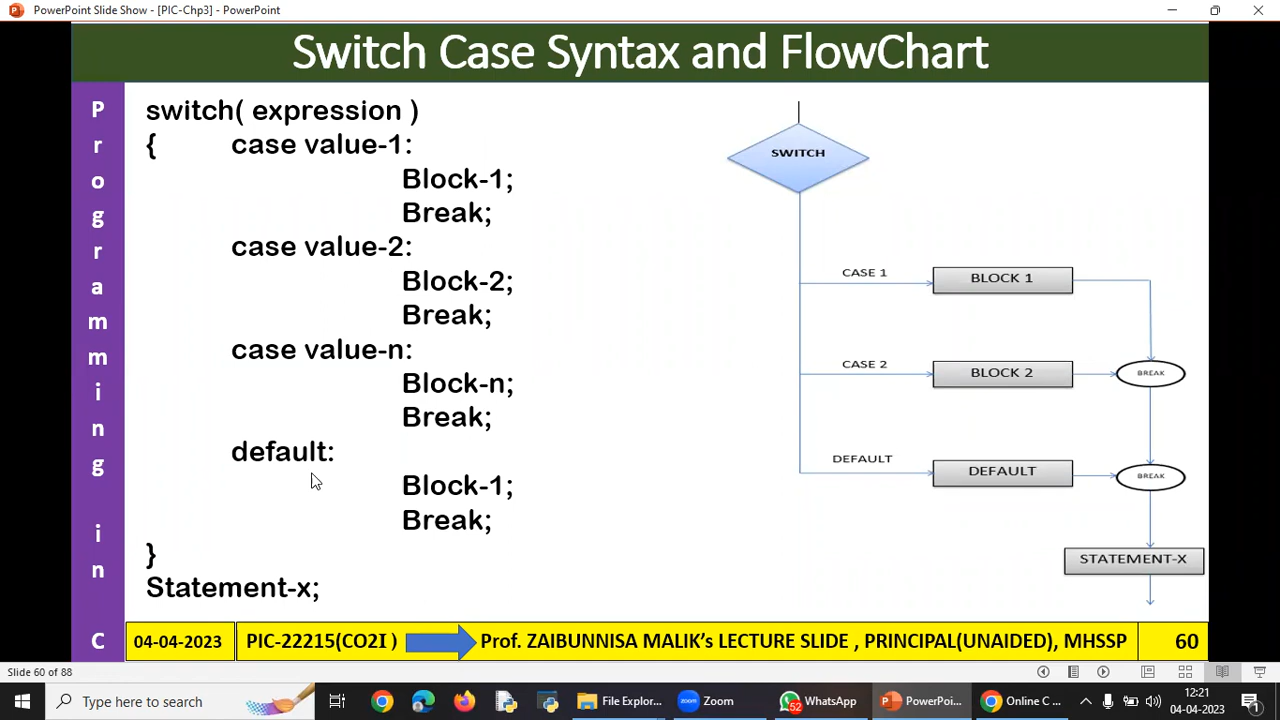 PowerPoint Slide Show - [PIC-Chp3] - PowerPoint
Switch Case Syntax and FlowChart
Programming in C
switch( expression )
{ case value-1:
Block-1;
Break;
case value-2:
Block-2;
Break;
case value-n:
Block-n;
Break;
default:
Block-1;
Break;
}
Statement-x;
SWITCH
CASE 1
BLOCK 1
CASE 2
BLOCK 2
BREAK
DEFAULT
DEFAULT
BREAK
STATEMENT-X
04-04-2023 PIC-22215(CO2I ) Prof. ZAIBUNNISA MALIK’s LECTURE SLIDE , PRINCIPAL(UNAIDED), MHSSP 60
Slide 60 of 88
Type here to search
File Explor...
Zoom
52
WhatsApp
PowerPoi...
Online C ...
12:21
04-04-2023
1